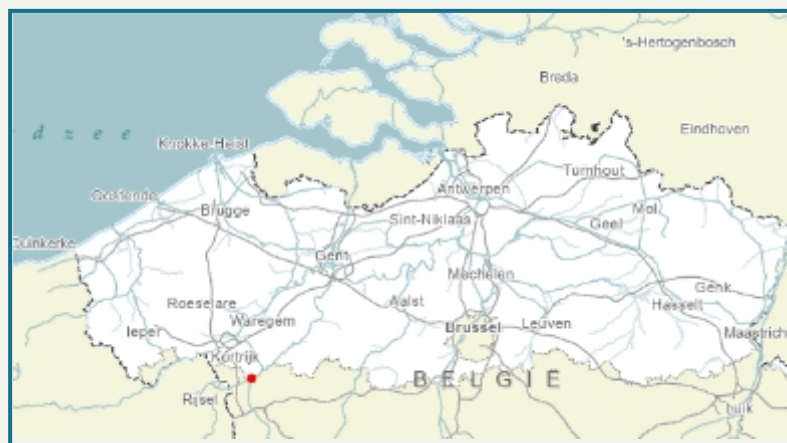 's-Hertogenbosch
Breda
d z e e
Eindhoven
Knokke-Heist
Turnhout
Antwerpen
Oostende
Mol
Brugge
Sint-Niklaas
Geel
Duinkerke
Gent
Mechelen
Genk
Roeselare
Aalst
Hasselt
Waregem
Ieper
Brussel
Leuven
Maastrich
Kortrijk
BELGIË
Rijsel
Luik